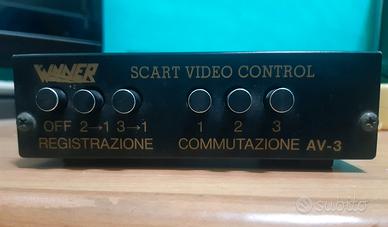 WINNER SCART VIDEO CONTROL
OFF 2→1 3→1 1 2 3
REGISTRAZIONE COMMUTAZIONE AV-3
subito